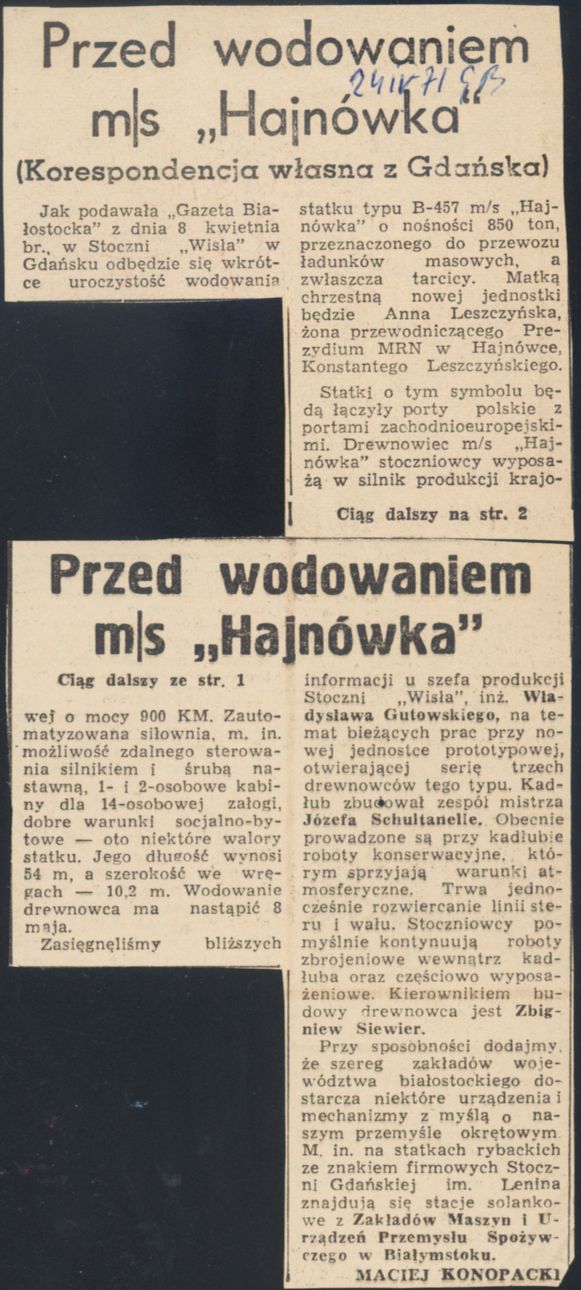 Przed wodowaniem
24 IV 71 GB
m/s „Hajnówka”
(Korespondencja własna z Gdańska)
Jak podawała „Gazeta Bia-
łostocka” z dnia 8 kwietnia
br., w Stoczni „Wisła” w
Gdańsku odbędzie się wkrót-
ce uroczystość wodowania
statku typu B-457 m/s „Haj-
nówka” o nośności 850 ton,
przeznaczonego do przewozu
ładunków masowych, a
zwłaszcza tarcicy. Matką
chrzestną nowej jednostki
będzie Anna Leszczyńska,
żona przewodniczącego Pre-
zydium MRN w Hajnówce,
Konstantego Leszczyńskiego.
Statki o tym symbolu bę-
dą łączyły porty polskie z
portami zachodnioeuropejski-
mi. Drewnowiec m/s „Haj-
nówka” stoczniowcy wyposa-
żą w silnik produkcji krajo-
Ciąg dalszy na str. 2
Przed wodowaniem
m/s „Hajnówka”
Ciąg dalszy ze str. 1
wej o mocy 900 KM. Zauto-
matyzowana siłownia, m. in.
możliwość zdalnego sterowa-
nia silnikiem i śrubą na-
stawną, 1- i 2-osobowe kabi-
ny dla 14-osobowej załogi,
dobre warunki socjalno-by-
towe — oto niektóre walory
statku. Jego długość wynosi
54 m, a szerokość we wrę-
gach — 10,2 m. Wodowanie
drewnowca ma nastąpić 8
maja.
Zasięgnęliśmy bliższych
informacji u szefa produkcji
Stoczni „Wisła”, inż. Wła-
dysława Gutowskiego, na te-
mat bieżących prac przy no-
wej jednostce prototypowej,
otwierającej serię trzech
drewnowców tego typu. Kad-
łub zbudował zespół mistrza
Józefa Schultanelle. Obecnie
prowadzone są przy kadłubie
roboty konserwacyjne, któ-
rym sprzyjają warunki at-
mosferyczne. Trwa jedno-
cześnie rozwiercanie linii ste-
ru i wału. Stoczniowcy po-
myślnie kontynuują roboty
zbrojeniowe wewnątrz kad-
łuba oraz częściowo wyposa-
żeniowe. Kierownikiem bu-
dowy drewnowca jest Zbig-
niew Siewier.
Przy sposobności dodajmy,
że szereg zakładów woje-
wództwa białostockiego do-
starcza niektóre urządzenia i
mechanizmy z myślą o na-
szym przemyśle okrętowym.
M. in. na statkach rybackich
ze znakiem firmowych Stocz-
ni Gdańskiej im. Lenina
znajdują się stacje solanko-
we z Zakładów Maszyn i U-
rządzeń Przemysłu Spożyw-
czego w Białymstoku.
MACIEJ KONOPACKI